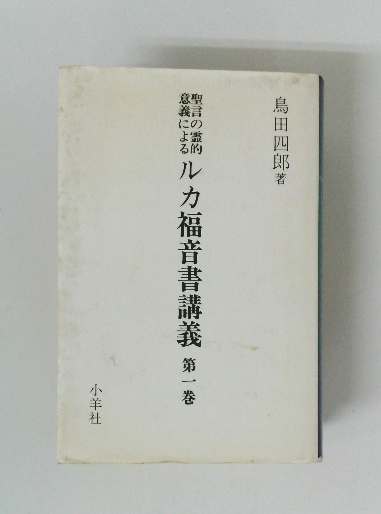 鳥田四郎著
聖言の霊的
意義による
ルカ福音書講義 第一巻
小羊社